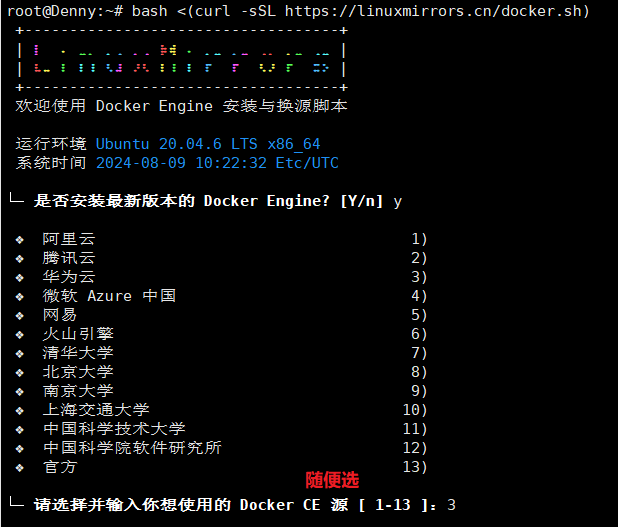 root@Denny:~# bash <(curl -sSL https://linuxmirrors.cn/docker.sh)
+-----------------------------------+
| ⡇  ⠄ ⣀⡀ ⡀⢀ ⡀⢀ ⡷⢾ ⠄ ⡀⣀ ⡀⣀ ⢀⡀ ⡀⣀ ⢀⣀ |
| ⠧⠤ ⠇ ⠇⠸ ⠣⠼ ⠜⠣ ⠇⠸ ⠇ ⠏  ⠏  ⠣⠜ ⠏  ⠭⠕ |
+-----------------------------------+
欢迎使用 Docker Engine 安装与换源脚本
运行环境 Ubuntu 20.04.6 LTS x86_64
系统时间 2024-08-09 10:22:32 Etc/UTC
└─ 是否安装最新版本的 Docker Engine? [Y/n] y
❖ 阿里云 1)
❖ 腾讯云 2)
❖ 华为云 3)
❖ 微软 Azure 中国 4)
❖ 网易 5)
❖ 火山引擎 6)
❖ 清华大学 7)
❖ 北京大学 8)
❖ 南京大学 9)
❖ 上海交通大学 10)
❖ 中国科学技术大学 11)
❖ 中国科学院软件研究所 12)
❖ 官方 13)
随便选
└─ 请选择并输入你想使用的 Docker CE 源 [ 1-13 ]：3